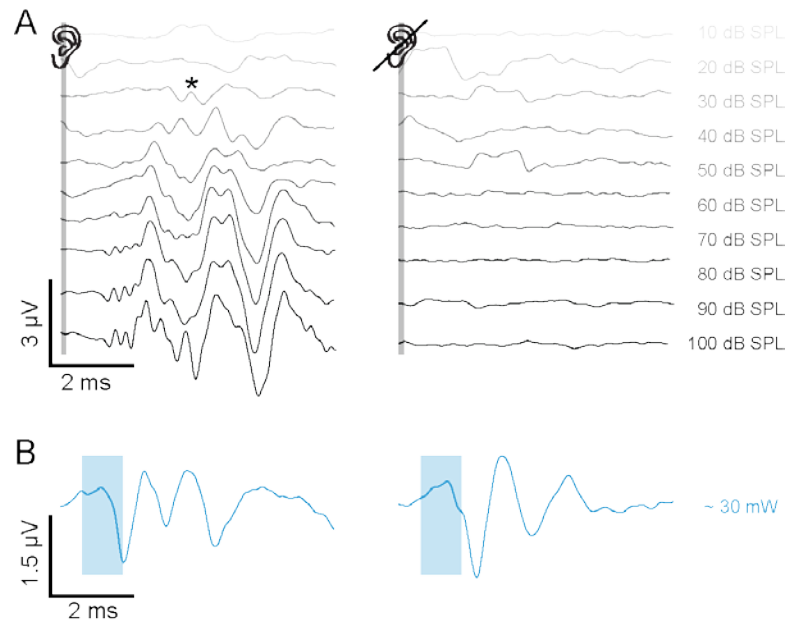 A
*
10 dB SPL
20 dB SPL
30 dB SPL
40 dB SPL
50 dB SPL
60 dB SPL
70 dB SPL
80 dB SPL
90 dB SPL
100 dB SPL
3 µV
2 ms
B
~ 30 mW
1.5 µV
2 ms